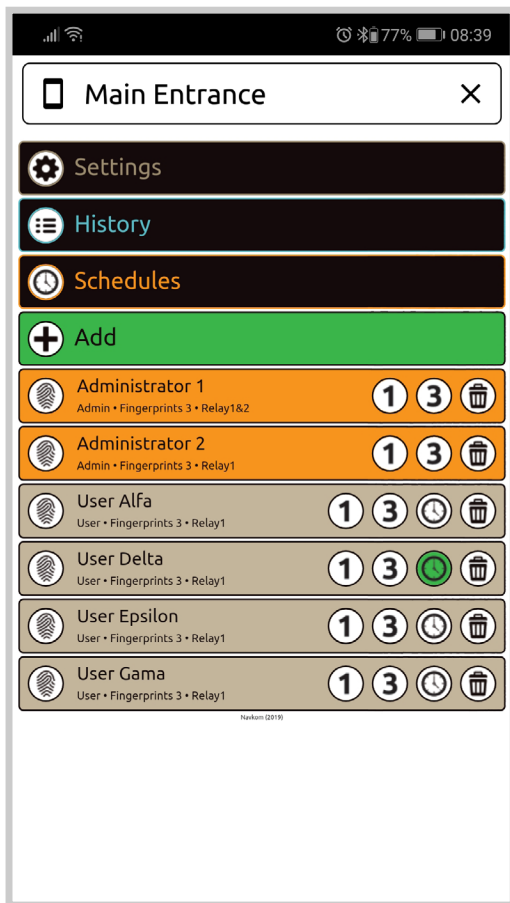 77% 08:39
Main Entrance
Settings
History
Schedules
Add
Administrator 1
Admin • Fingerprints 3 • Relay1&2
1 3
Administrator 2
Admin • Fingerprints 3 • Relay1
1 3
User Alfa
User • Fingerprints 3 • Relay1
1 3
User Delta
User • Fingerprints 3 • Relay1
1 3
User Epsilon
User • Fingerprints 3 • Relay1
1 3
User Gama
User • Fingerprints 3 • Relay1
1 3
Navkom (2019)